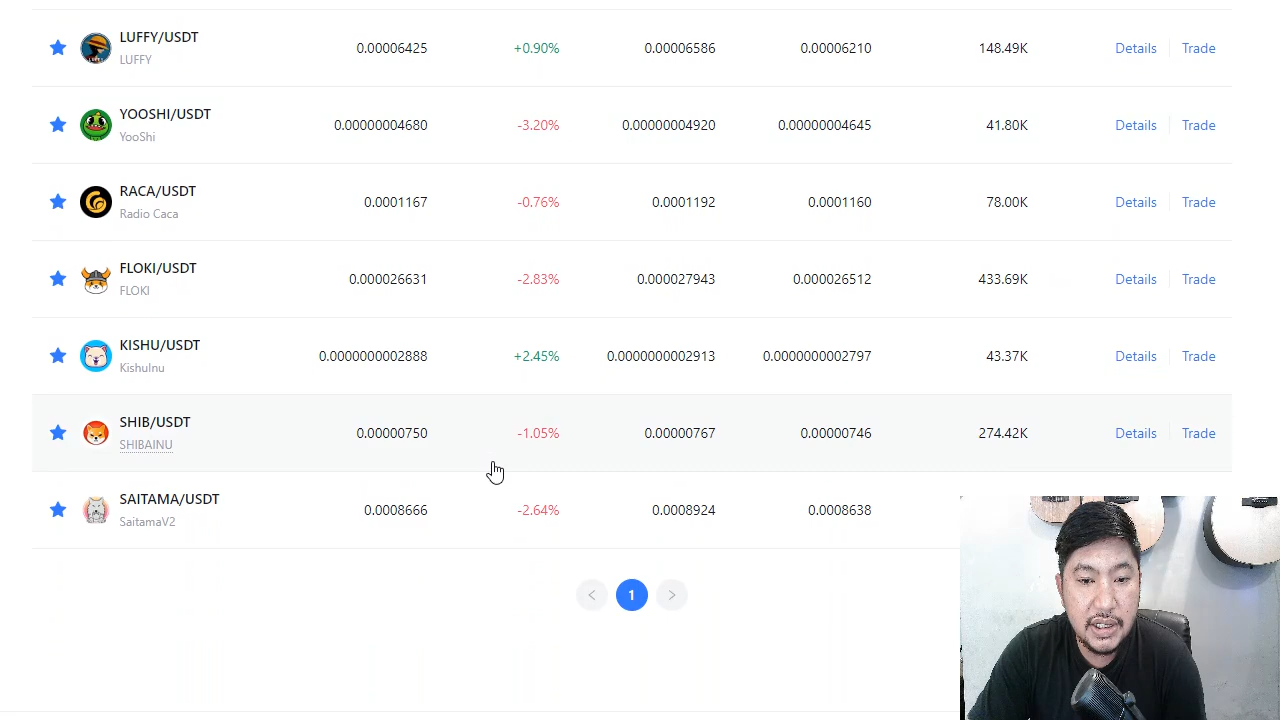 LUFFY/USDT
LUFFY
0.00006425 +0.90% 0.00006586 0.00006210 148.49K Details Trade
YOOSHI/USDT
YooShi
0.00000004680 -3.20% 0.00000004920 0.00000004645 41.80K Details Trade
RACA/USDT
Radio Caca
0.0001167 -0.76% 0.0001192 0.0001160 78.00K Details Trade
FLOKI/USDT
FLOKI
0.000026631 -2.83% 0.000027943 0.000026512 433.69K Details Trade
KISHU/USDT
KishuInu
0.0000000002888 +2.45% 0.0000000002913 0.0000000002797 43.37K Details Trade
SHIB/USDT
SHIBAINU
0.00000750 -1.05% 0.00000767 0.00000746 274.42K Details Trade
SAITAMA/USDT
SaitamaV2
0.0008666 -2.64% 0.0008924 0.0008638
< 1 >